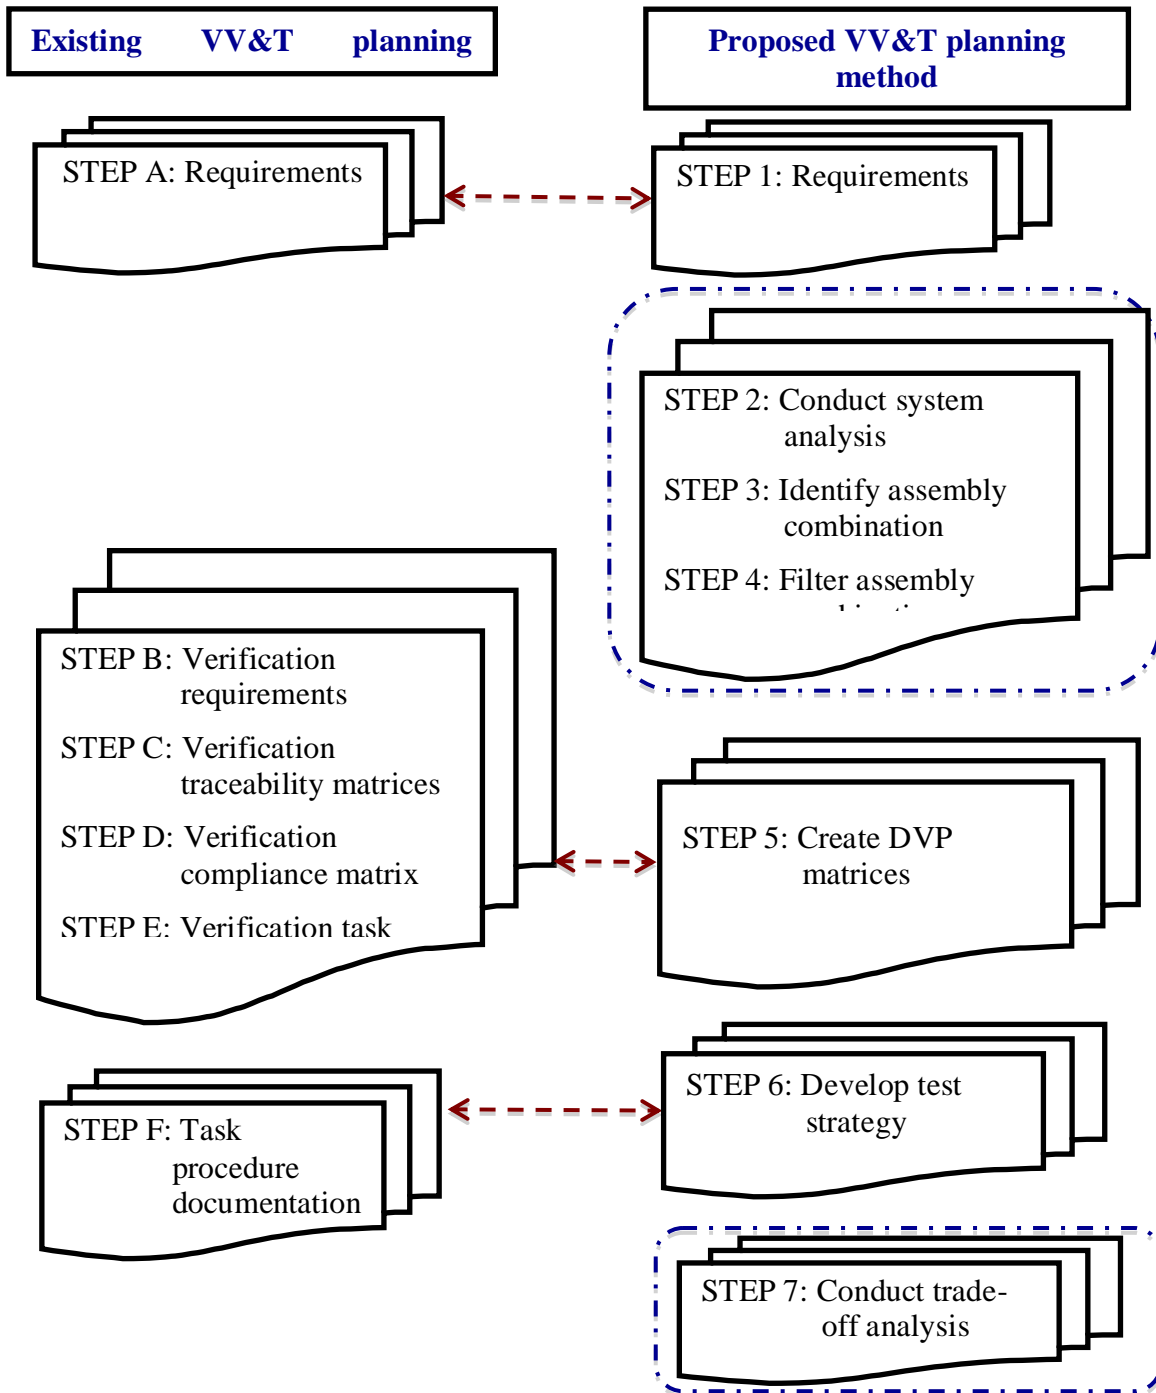 Existing VV&T planning
Proposed VV&T planning
method
STEP A: Requirements
STEP 1: Requirements
STEP 2: Conduct system
analysis
STEP 3: Identify assembly
combination
STEP 4: Filter assembly
STEP B: Verification
requirements
STEP C: Verification
traceability matrices
STEP D: Verification
compliance matrix
STEP E: Verification task
STEP 5: Create DVP
matrices
STEP F: Task
procedure
documentation
STEP 6: Develop test
strategy
STEP 7: Conduct trade-
off analysis